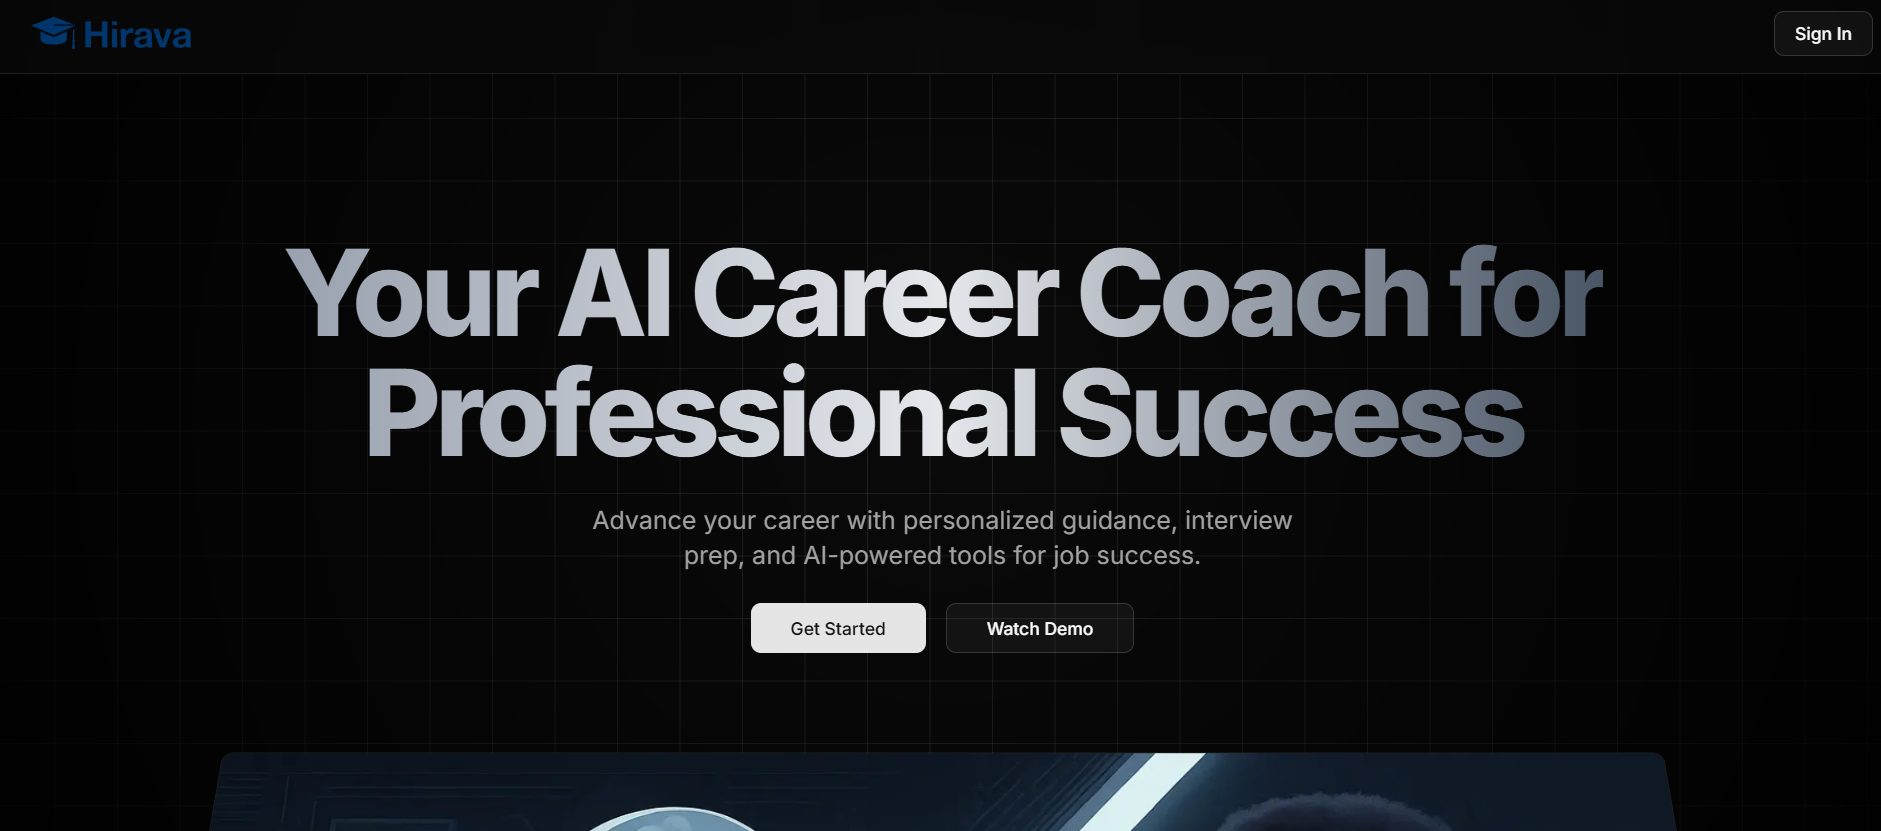 Hirava
Sign In
Your AI Career Coach for
Professional Success
Advance your career with personalized guidance, interview
prep, and AI-powered tools for job success.
Get Started
Watch Demo